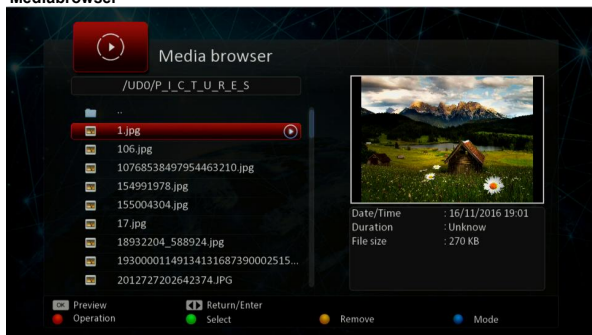 Mediabrowser
Media browser
/UD0/P_I_C_T_U_R_E_S
..
1.jpg
106.jpg
10768538497954463210.jpg
154991978.jpg
155004304.jpg
17.jpg
18932204_588924.jpg
19300001149134131687390002515...
2012727202642374.JPG
Date/Time : 16/11/2016 19:01
Duration : Unknow
File size : 270 KB
OK Preview Return/Enter
Operation Select Remove Mode